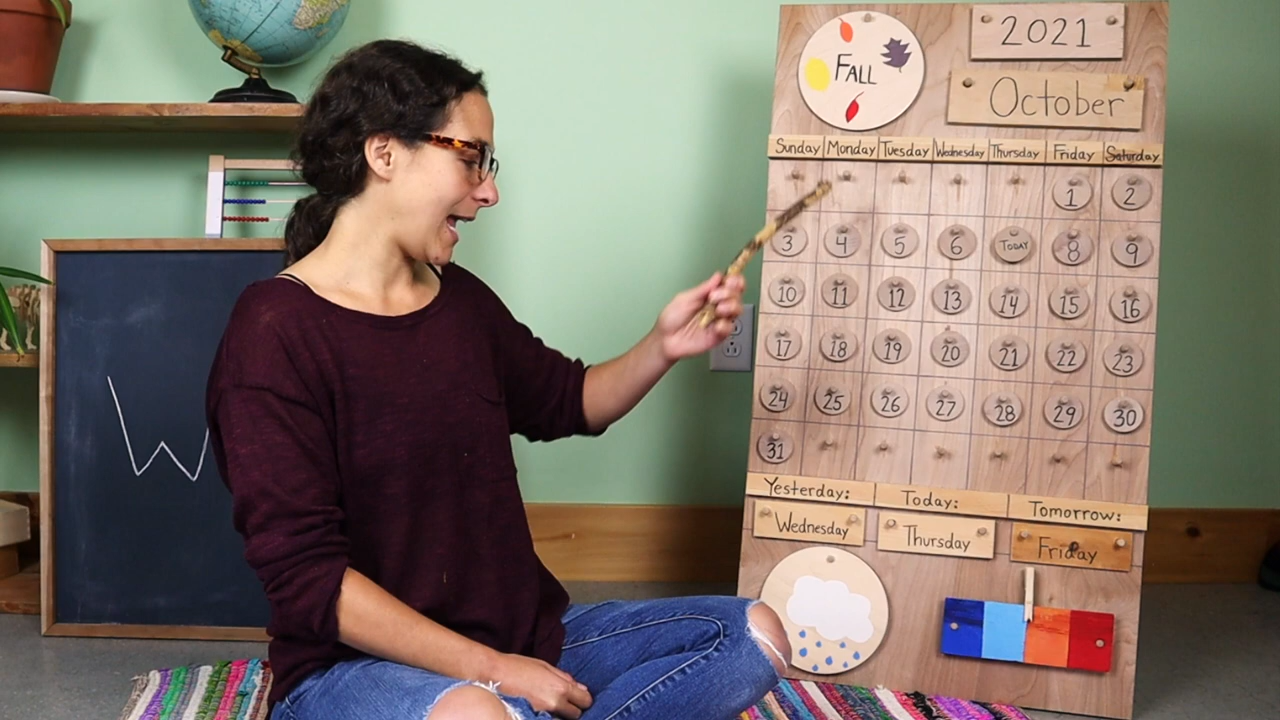 W
FALL
2021
October
Sunday Monday Tuesday Wednesday Thursday Friday Saturday
1 2
3 4 5 6 TODAY 8 9
10 11 12 13 14 15 16
17 18 19 20 21 22 23
24 25 26 27 28 29 30
31
Yesterday: Today: Tomorrow:
Wednesday Thursday Friday